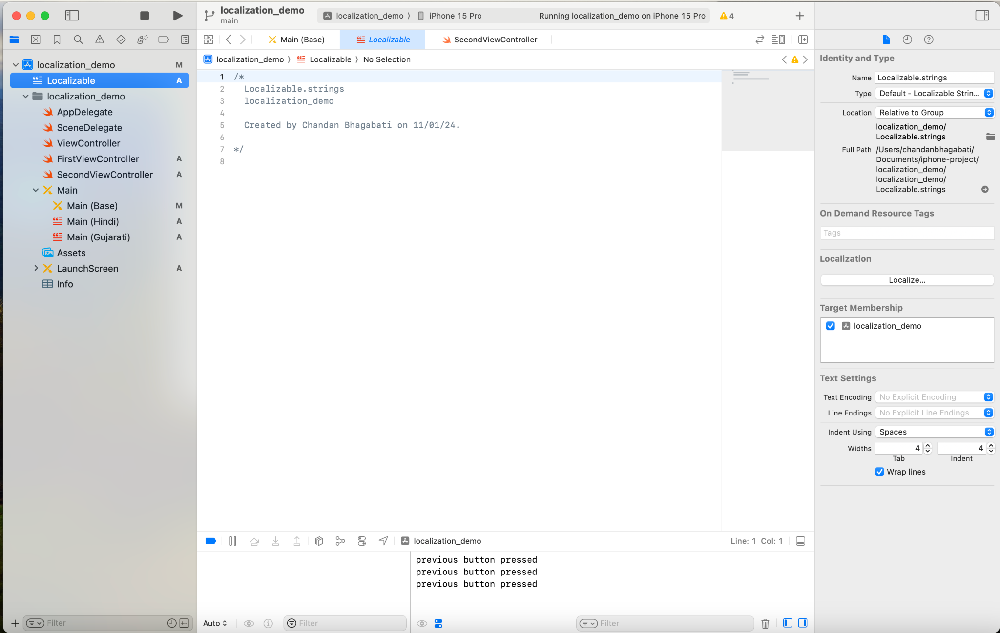 localization_demo
main
localization_demo 〉 iPhone 15 Pro
Running localization_demo on iPhone 15 Pro
4
Main (Base)
Localizable
SecondViewController
localization_demo 〉 Localizable 〉 No Selection
localization_demo M
Localizable A
localization_demo
AppDelegate
SceneDelegate
ViewController
FirstViewController A
SecondViewController A
Main
Main (Base) M
Main (Hindi) A
Main (Gujarati) A
Assets
LaunchScreen A
Info
Filter
1 /*
2 Localizable.strings
3 localization_demo
4
5 Created by Chandan Bhagabati on 11/01/24.
6
7 */
8
localization_demo
Line: 1 Col: 1
previous button pressed
previous button pressed
previous button pressed
Auto
Filter
Filter
Identity and Type
Name Localizable.strings
Type Default - Localizable Strin...
Location Relative to Group
localization_demo/
Localizable.strings
Full Path /Users/chandanbhagabati/
Documents/iphone-project/
localization_demo/
localization_demo/
Localizable.strings
On Demand Resource Tags
Tags
Localization
Localize...
Target Membership
localization_demo
Text Settings
Text Encoding No Explicit Encoding
Line Endings No Explicit Line Endings
Indent Using Spaces
Widths 4 4
Tab Indent
Wrap lines